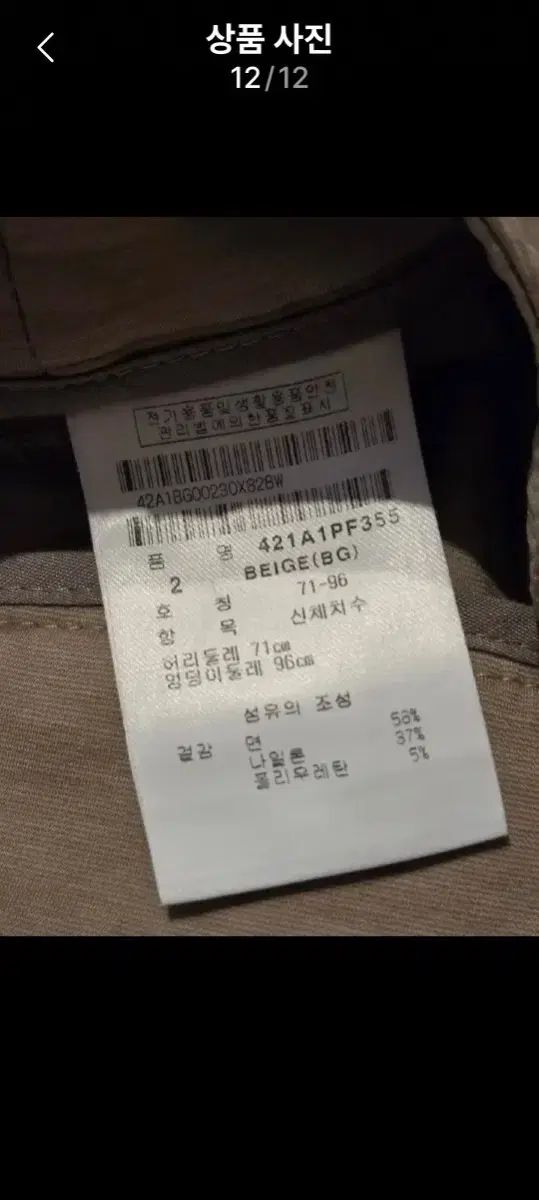 상품 사진
12/12
전기용품및생활용품안전
관리법에의한품질표시
42A1BG00230X82BW
품 명 421A1PF355
2 BEIGE(BG)
호 칭 71-96
항 목 신체치수
허리둘레 71cm
엉덩이둘레 96cm
섬유의 조성
겉감 면 58%
나일론 37%
폴리우레탄 5%